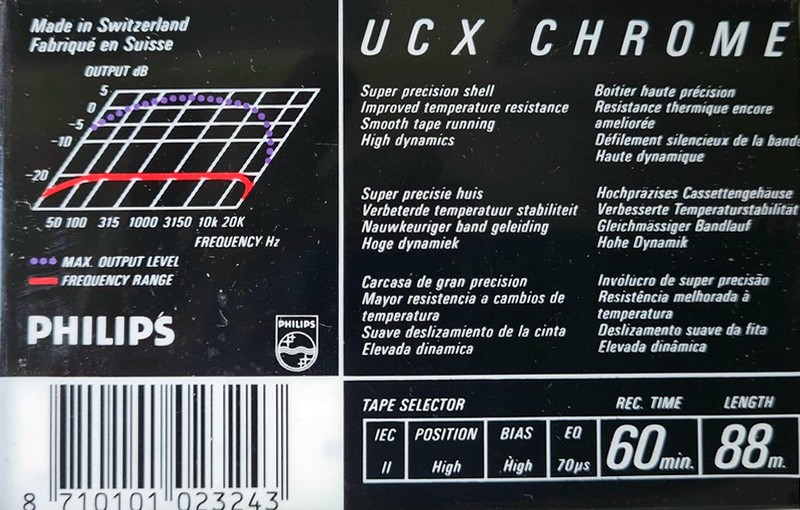 Made in Switzerland
Fabriqué en Suisse
OUTPUT dB
5
0
-5
-10
-20
50 100 315 1000 3150 10k 20K
FREQUENCY Hz
MAX. OUTPUT LEVEL
FREQUENCY RANGE
PHILIPS
PHILIPS
8 710101 023243
UCX CHROME
Super precision shell
Improved temperature resistance
Smooth tape running
High dynamics
Boîtier haute précision
Resistance thermique encore
ameliorée
Défilement silencieux de la bande
Haute dynamique
Super precisie huis
Verbeterde temperatuur stabiliteit
Nauwkeuriger band geleiding
Hoge dynamiek
Hochpräzises Cassettengehäuse
Verbesserte Temperaturstabilität
Gleichmässiger Bandlauf
Hohe Dynamik
Carcasa de gran precision
Mayor resistencia a cambios de
temperatura
Suave deslizamiento de la cinta
Elevada dinamica
Invólucro de super precisão
Resistência melhorada à
temperatura
Deslizamento suave da fita
Elevada dinâmica
TAPE SELECTOR REC. TIME LENGTH
IEC POSITION BIAS EQ 60 min. 88 m.
II High High 70µs